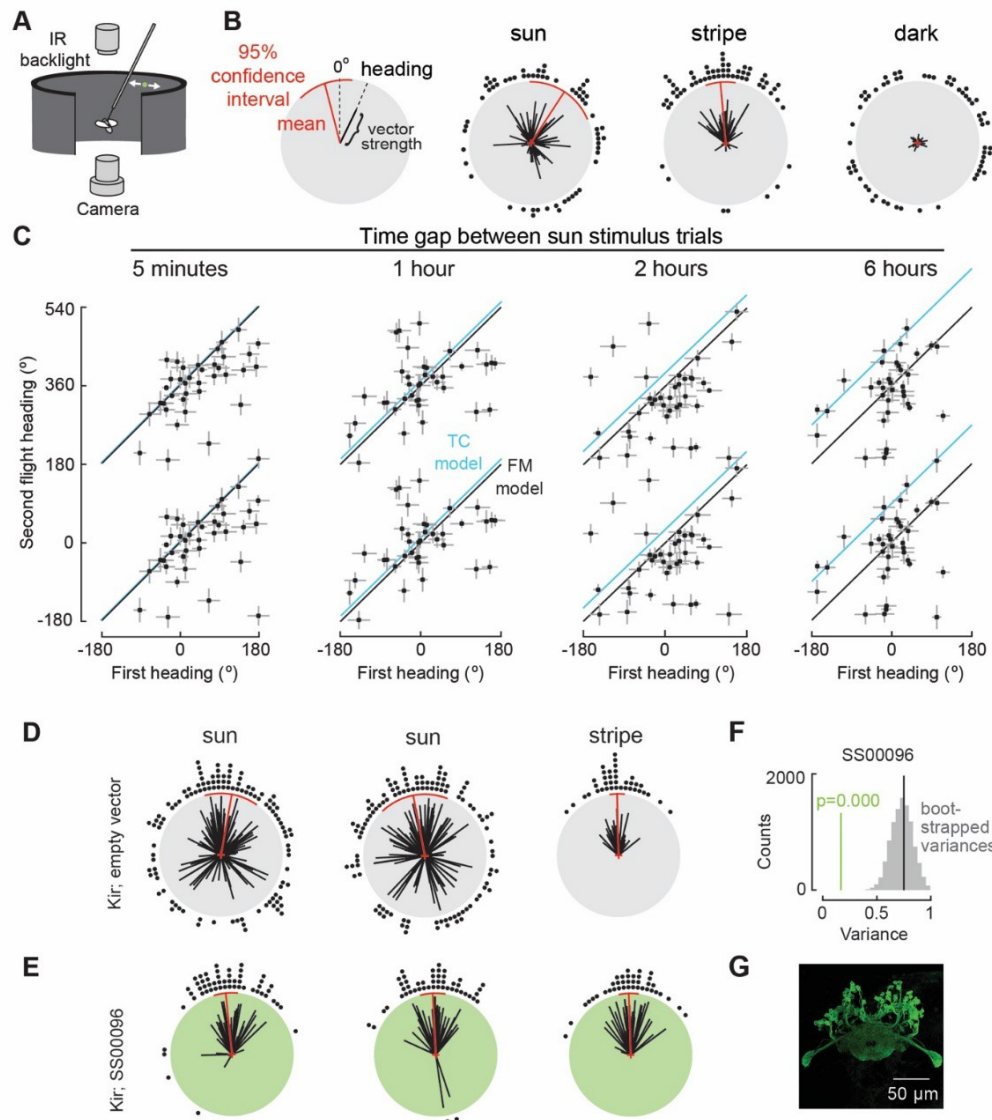 A
IR
backlight
Camera
B
95%
confidence
interval
mean
0°
heading
vector
strength
sun
stripe
dark
C
Time gap between sun stimulus trials
5 minutes
1 hour
2 hours
6 hours
Second flight heading (°)
540
360
180
0
-180
TC
model
FM
model
-180 0 180
-180 0 180
-180 0 180
-180 0 180
First heading (°)
First heading (°)
First heading (°)
First heading (°)
D
Kir; empty vector
sun
sun
stripe
E
Kir; SS00096
F
SS00096
2000
0
Counts
p=0.000
boot-
strapped
variances
0 0.5 1
Variance
G
50 µm